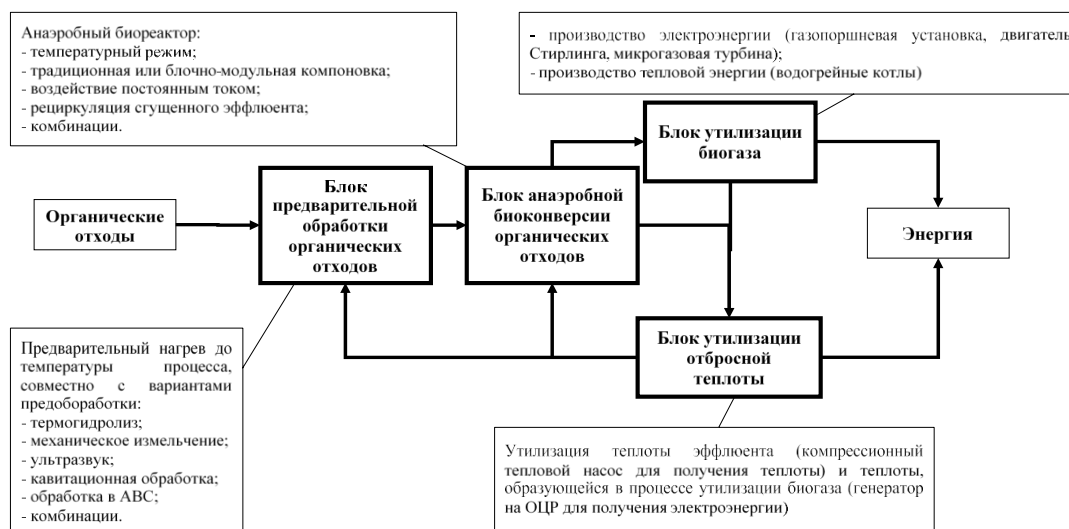 Анаэробный биореактор:
- температурный режим;
- традиционная или блочно-модульная компоновка;
- воздействие постоянным током;
- рециркуляция сгущенного эффлюента;
- комбинации.
- производство электроэнергии (газопоршневая установка, двигатель
Стирлинга, микрогазовая турбина);
- производство тепловой энергии (водогрейные котлы)
Блок утилизации
биогаза
Органические
отходы
Блок
предварительной
обработки
органических
отходов
Блок анаэробной
биоконверсии
органических
отходов
Энергия
Блок утилизации
отбросной
теплоты
Предварительный нагрев до
температуры процесса,
совместно с вариантами
предобоработки:
- термогидролиз;
- механическое измельчение;
- ультразвук;
- кавитационная обработка;
- обработка в АВС;
- комбинации.
Утилизация теплоты эффлюента (компрессионный
тепловой насос для получения теплоты) и теплоты,
образующейся в процессе утилизации биогаза (генератор
на ОЦР для получения электроэнергии)